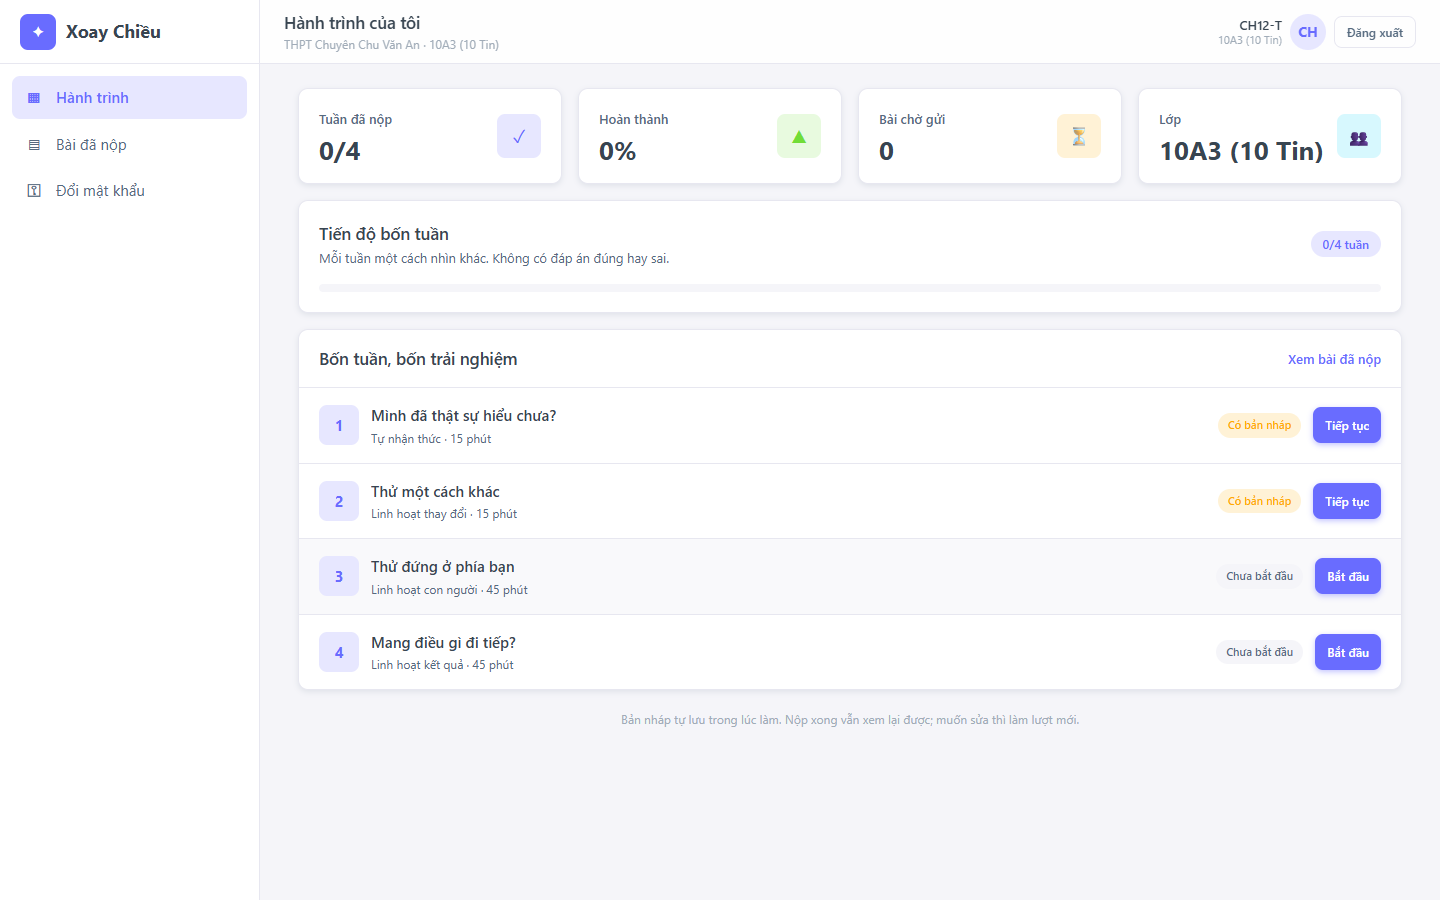 Xoay Chiều
Hành trình của tôi
THPT Chuyên Chu Văn An · 10A3 (10 Tin)
CH12-T
10A3 (10 Tin)
CH
Đăng xuất
Hành trình
Bài đã nộp
Đổi mật khẩu
Tuần đã nộp
0/4
Hoàn thành
0%
Bài chờ gửi
0
Lớp
10A3 (10 Tin)
Tiến độ bốn tuần
Mỗi tuần một cách nhìn khác. Không có đáp án đúng hay sai.
0/4 tuần
Bốn tuần, bốn trải nghiệm
Xem bài đã nộp
1
Mình đã thật sự hiểu chưa?
Tự nhận thức · 15 phút
Có bản nháp
Tiếp tục
2
Thử một cách khác
Linh hoạt thay đổi · 15 phút
Có bản nháp
Tiếp tục
3
Thử đứng ở phía bạn
Linh hoạt con người · 45 phút
Chưa bắt đầu
Bắt đầu
4
Mang điều gì đi tiếp?
Linh hoạt kết quả · 45 phút
Chưa bắt đầu
Bắt đầu
Bản nháp tự lưu trong lúc làm. Nộp xong vẫn xem lại được; muốn sửa thì làm lượt mới.